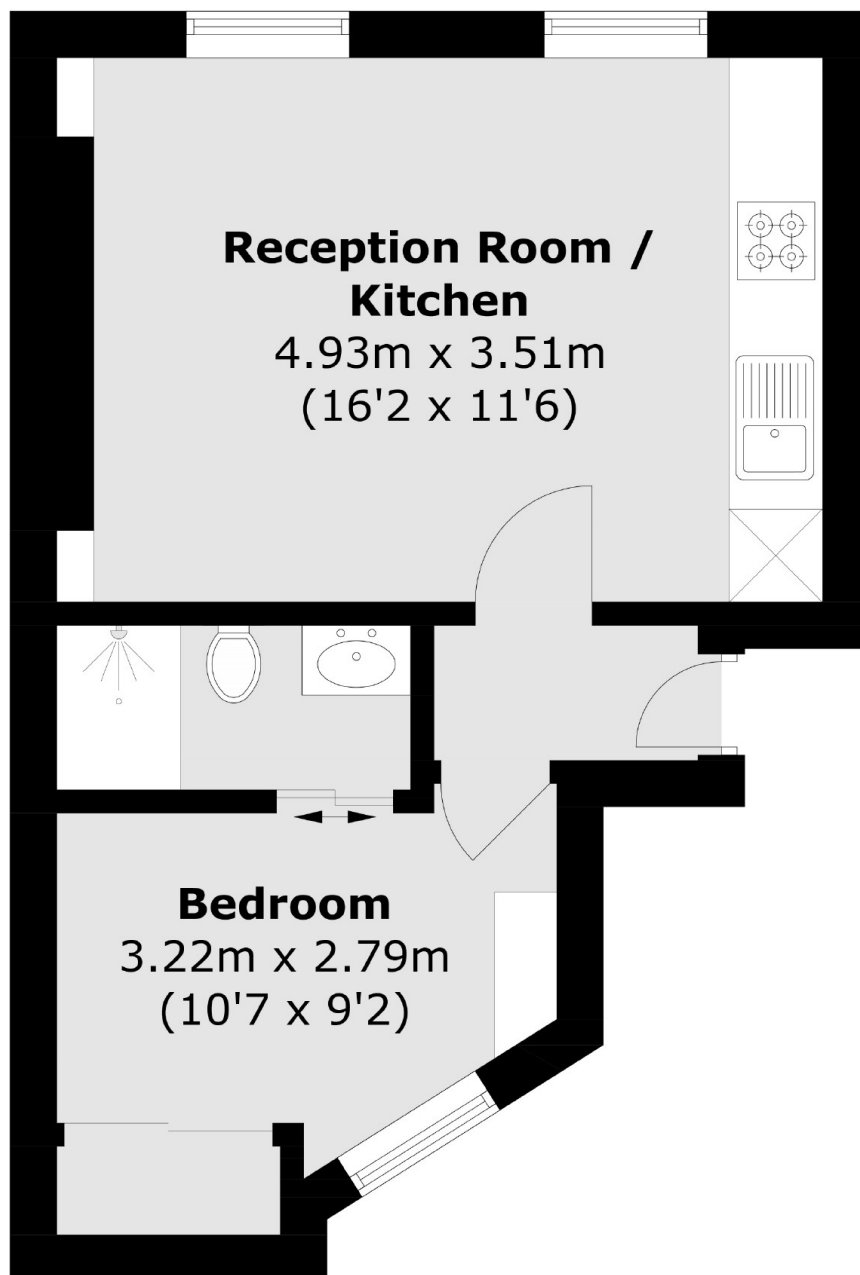 Reception Room /
Kitchen
4.93m x 3.51m
(16'2 x 11'6)
Bedroom
3.22m x 2.79m
(10'7 x 9'2)